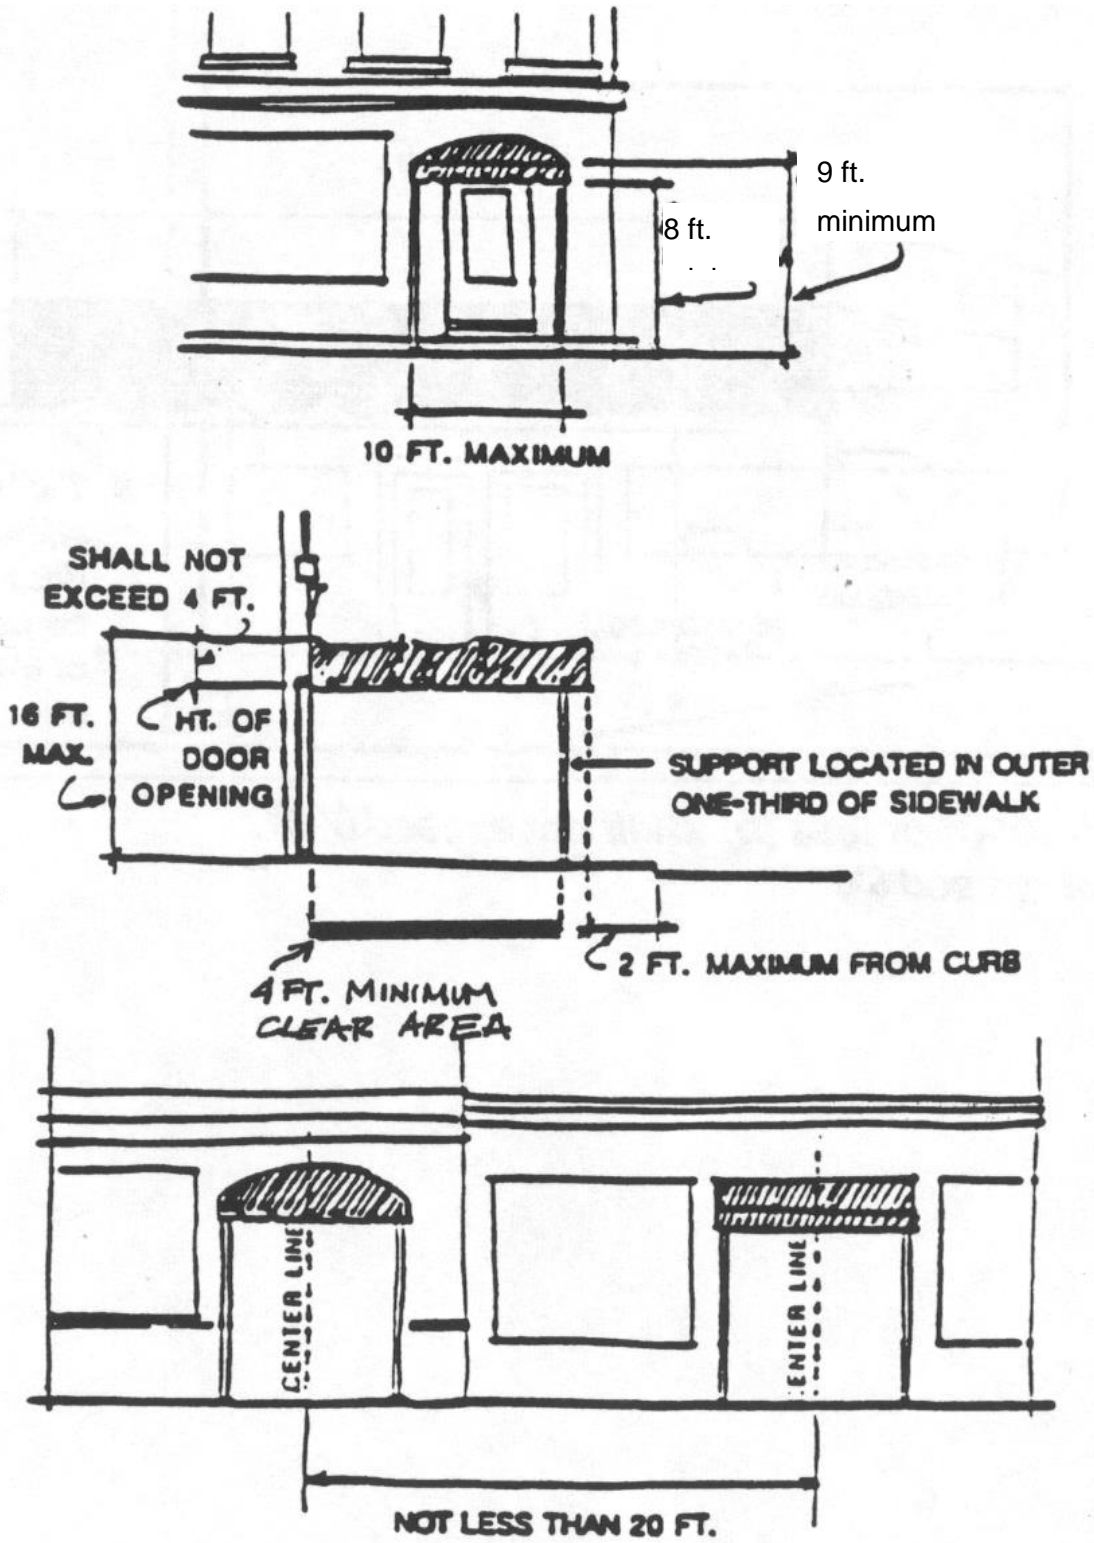 9 ft.
minimum
8 ft.
10 FT. MAXIMUM
SHALL NOT
EXCEED 4 FT.
16 FT.
MAX.
HT. OF
DOOR
OPENING
SUPPORT LOCATED IN OUTER
ONE-THIRD OF SIDEWALK
2 FT. MAXIMUM FROM CURB
4 FT. MINIMUM
CLEAR AREA
CENTER LINE
ENTER LINE
NOT LESS THAN 20 FT.